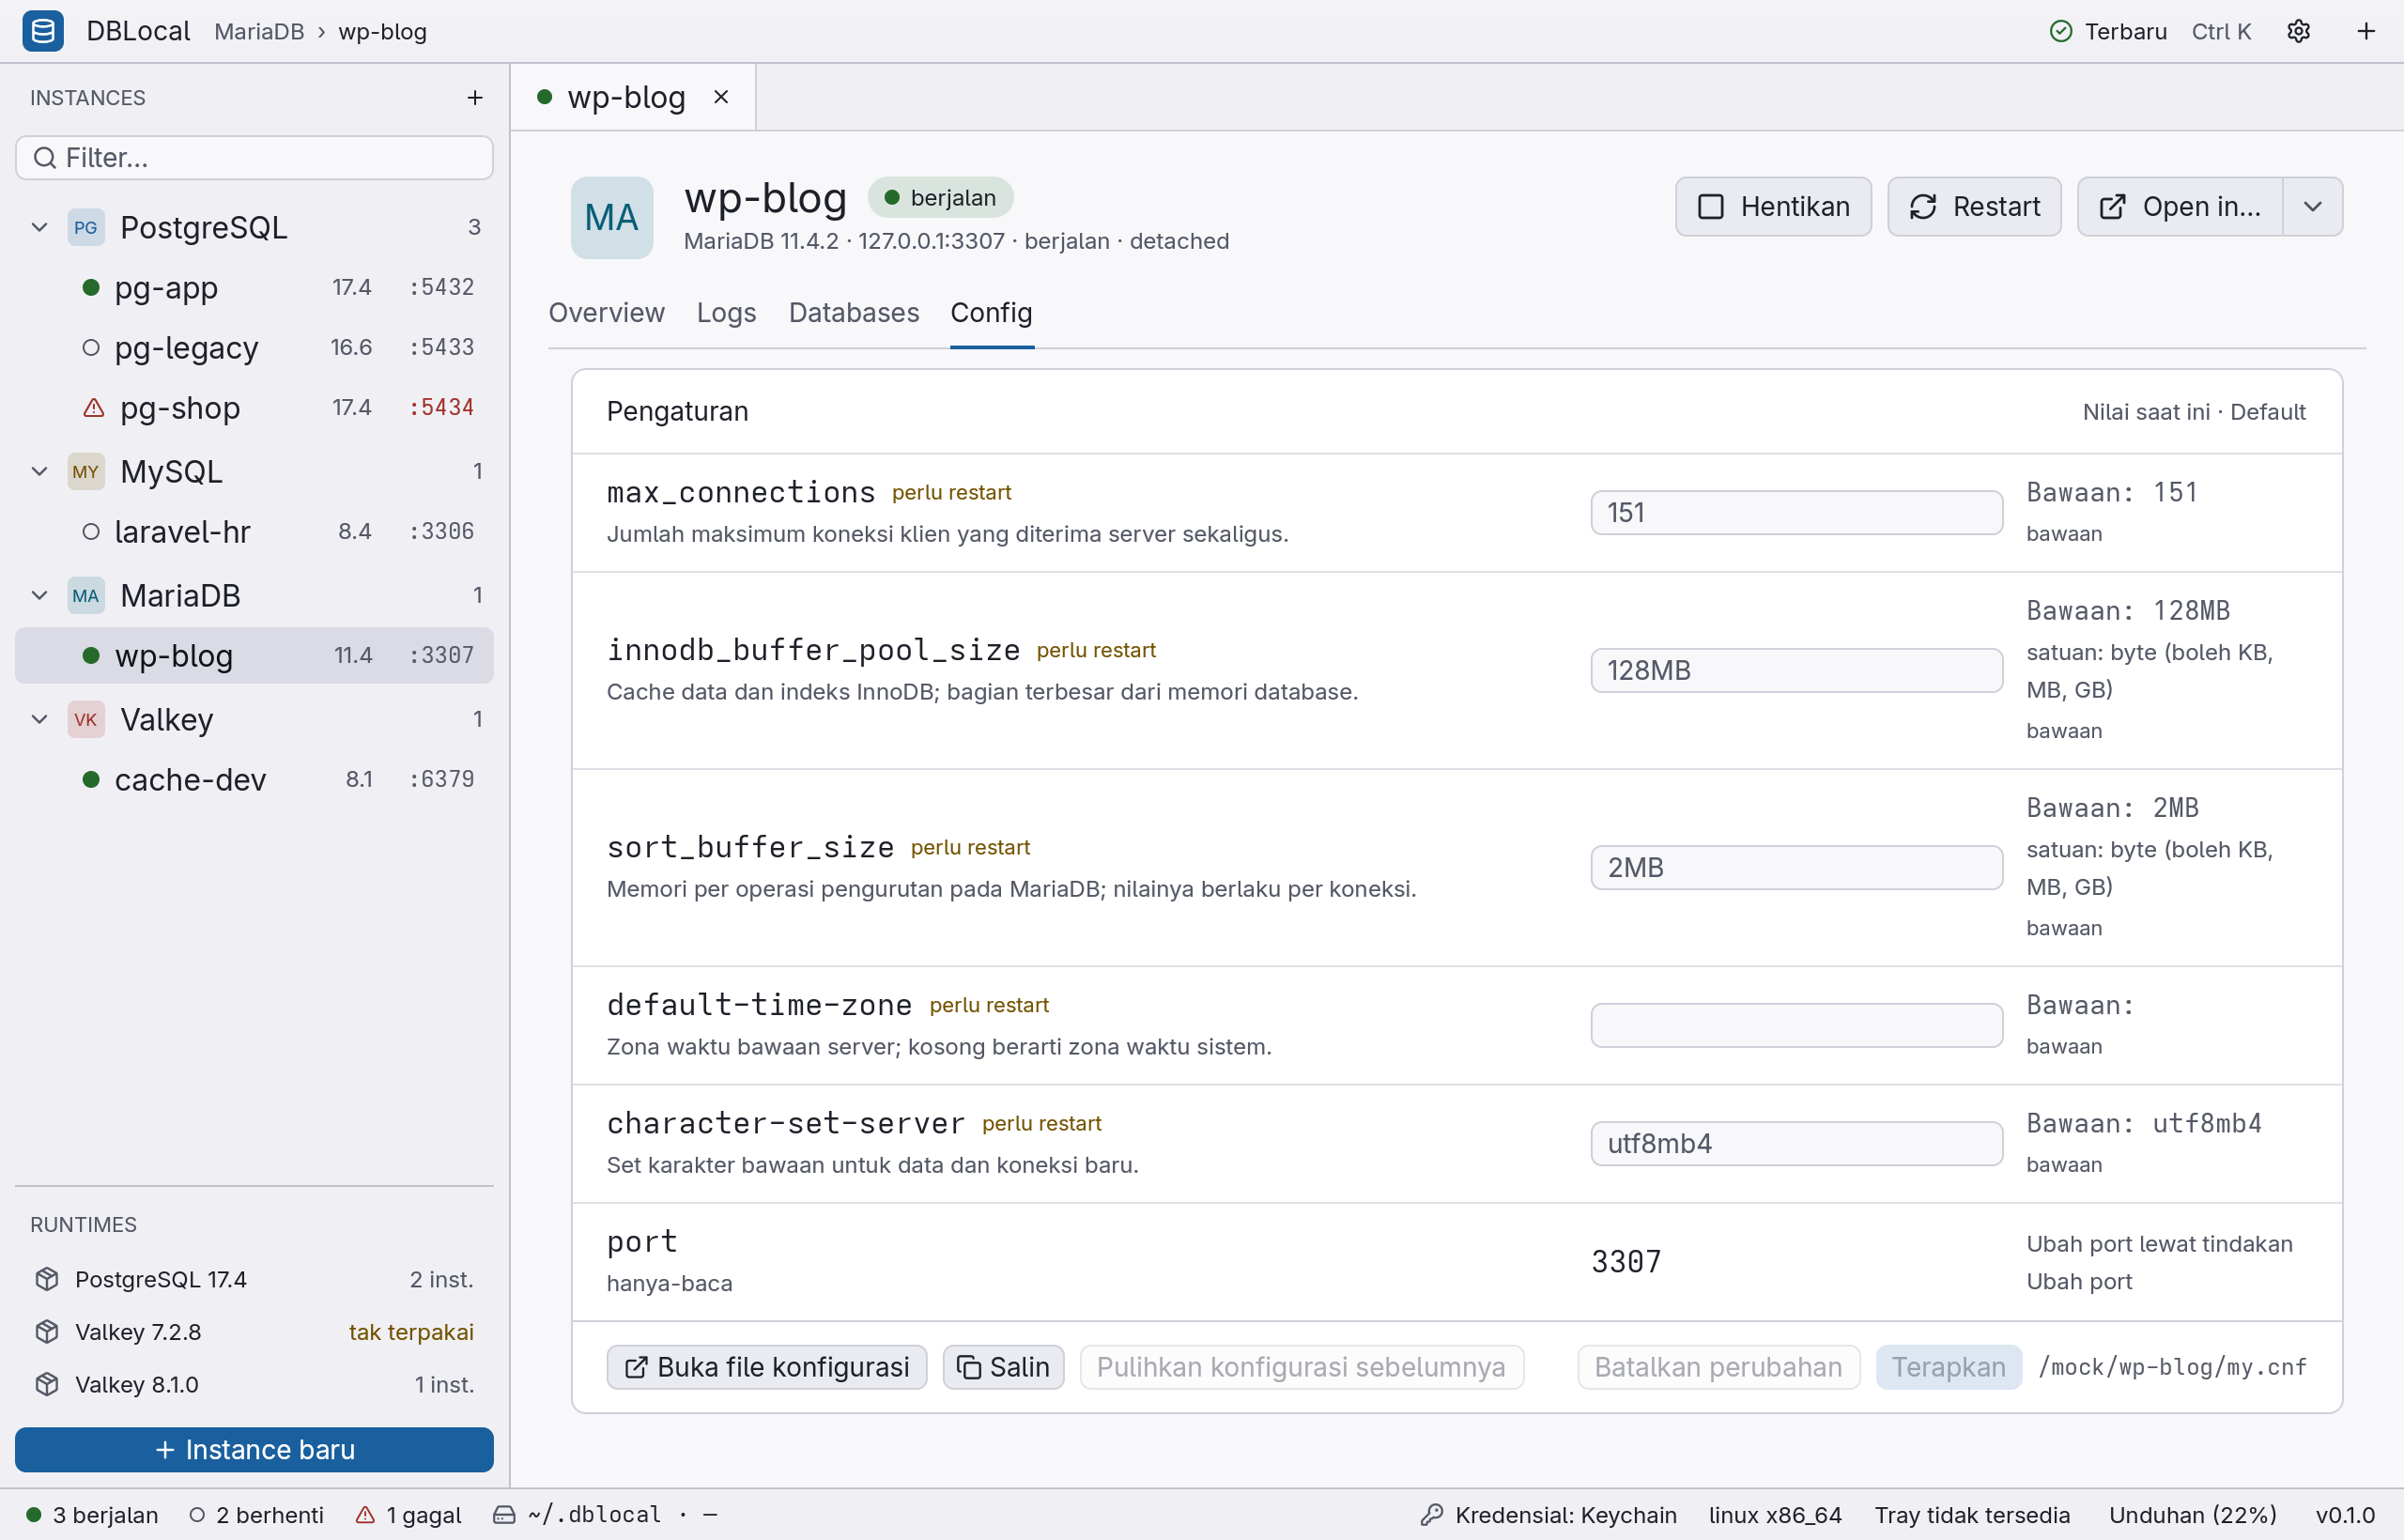 DBLocal MariaDB › wp-blog
Terbaru Ctrl K
INSTANCES
Filter...
PG PostgreSQL 3
pg-app 17.4 :5432
pg-legacy 16.6 :5433
pg-shop 17.4 :5434
MY MySQL 1
laravel-hr 8.4 :3306
MA MariaDB 1
wp-blog 11.4 :3307
VK Valkey 1
cache-dev 8.1 :6379
RUNTIMES
PostgreSQL 17.4 2 inst.
Valkey 7.2.8 tak terpakai
Valkey 8.1.0 1 inst.
+ Instance baru
wp-blog
MA
wp-blog berjalan
MariaDB 11.4.2 · 127.0.0.1:3307 · berjalan · detached
Hentikan Restart Open in...
Overview Logs Databases Config
Pengaturan Nilai saat ini · Default
max_connections perlu restart
Jumlah maksimum koneksi klien yang diterima server sekaligus.
151
Bawaan: 151
bawaan
innodb_buffer_pool_size perlu restart
Cache data dan indeks InnoDB; bagian terbesar dari memori database.
128MB
Bawaan: 128MB
satuan: byte (boleh KB,
MB, GB)
bawaan
sort_buffer_size perlu restart
Memori per operasi pengurutan pada MariaDB; nilainya berlaku per koneksi.
2MB
Bawaan: 2MB
satuan: byte (boleh KB,
MB, GB)
bawaan
default-time-zone perlu restart
Zona waktu bawaan server; kosong berarti zona waktu sistem.
Bawaan:
bawaan
character-set-server perlu restart
Set karakter bawaan untuk data dan koneksi baru.
utf8mb4
Bawaan: utf8mb4
bawaan
port
hanya-baca
3307
Ubah port lewat tindakan
Ubah port
Buka file konfigurasi Salin Pulihkan konfigurasi sebelumnya Batalkan perubahan Terapkan /mock/wp-blog/my.cnf
3 berjalan 2 berhenti 1 gagal ~/.dblocal · —
Kredensial: Keychain linux x86_64 Tray tidak tersedia Unduhan (22%) v0.1.0